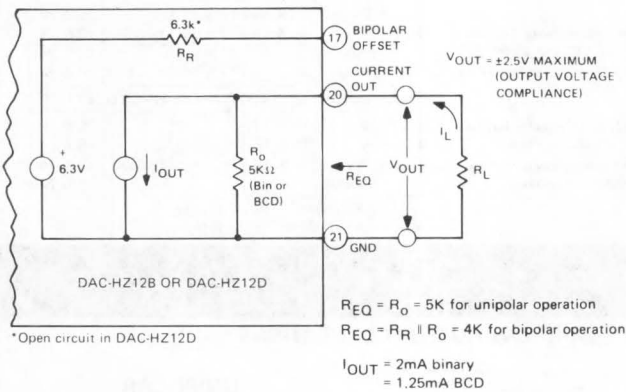 6.3k*
R_R
17 BIPOLAR OFFSET
CURRENT OUT
20
V_OUT = ±2.5V MAXIMUM
(OUTPUT VOLTAGE
COMPLIANCE)
I_L
+
6.3V
I_OUT
R_o
5KΩ
(Bin or
BCD)
R_EQ
V_OUT
R_L
21 GND
DAC-HZ12B OR DAC-HZ12D
*Open circuit in DAC-HZ12D
R_EQ = R_o = 5K for unipolar operation
R_EQ = R_R || R_o = 4K for bipolar operation
I_OUT = 2mA binary
= 1.25mA BCD